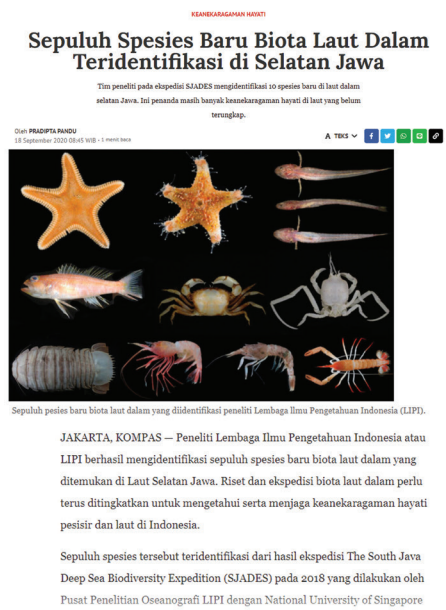 KEANEKARAGAMAN HAYATI
Sepuluh Spesies Baru Biota Laut Dalam
Teridentifikasi di Selatan Jawa
Tim peneliti pada ekspedisi SJADES mengidentifikasi 10 spesies baru di laut dalam
selatan Jawa. Ini penanda masih banyak keanekaragaman hayati di laut yang belum
terungkap.
Oleh PRADIPTA PANDU
18 September 2020 08:45 WIB · 1 menit baca
A TEKS
Sepuluh pesies baru biota laut dalam yang diidentifikasi peneliti Lembaga Ilmu Pengetahuan Indonesia (LIPI).
JAKARTA, KOMPAS — Peneliti Lembaga Ilmu Pengetahuan Indonesia atau
LIPI berhasil mengidentifikasi sepuluh spesies baru biota laut dalam yang
ditemukan di Laut Selatan Jawa. Riset dan ekspedisi biota laut dalam perlu
terus ditingkatkan untuk mengetahui serta menjaga keanekaragaman hayati
pesisir dan laut di Indonesia.
Sepuluh spesies tersebut teridentifikasi dari hasil ekspedisi The South Java
Deep Sea Biodiversity Expedition (SJADES) pada 2018 yang dilakukan oleh
Pusat Penelitian Oseanografi LIPI dengan National University of Singapore